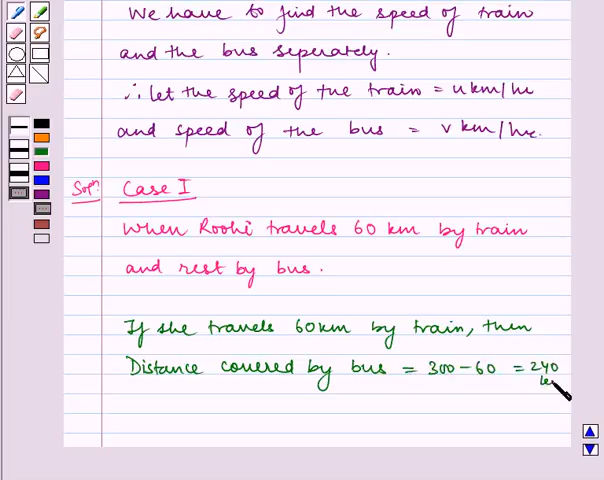 We have to find the speed of train
and the bus seperately.
∴ let the speed of the train = u km/hr
and speed of the bus = v km/hr.
Solⁿ. Case I
When Roohi travels 60 km by train
and rest by bus.
If she travels 60km by train, then
Distance covered by bus = 300 - 60 = 240